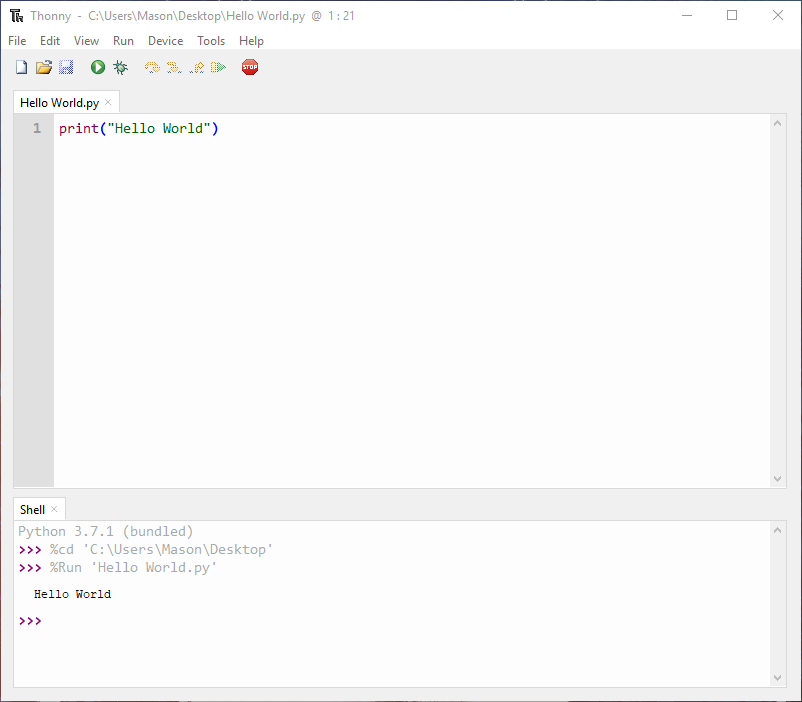 Thonny - C:\Users\Mason\Desktop\Hello World.py @ 1:21
File Edit View Run Device Tools Help
STOP
Hello World.py
1 print("Hello World")
Shell
Python 3.7.1 (bundled)
>>> %cd 'C:\Users\Mason\Desktop'
>>> %Run 'Hello World.py'
Hello World
>>>